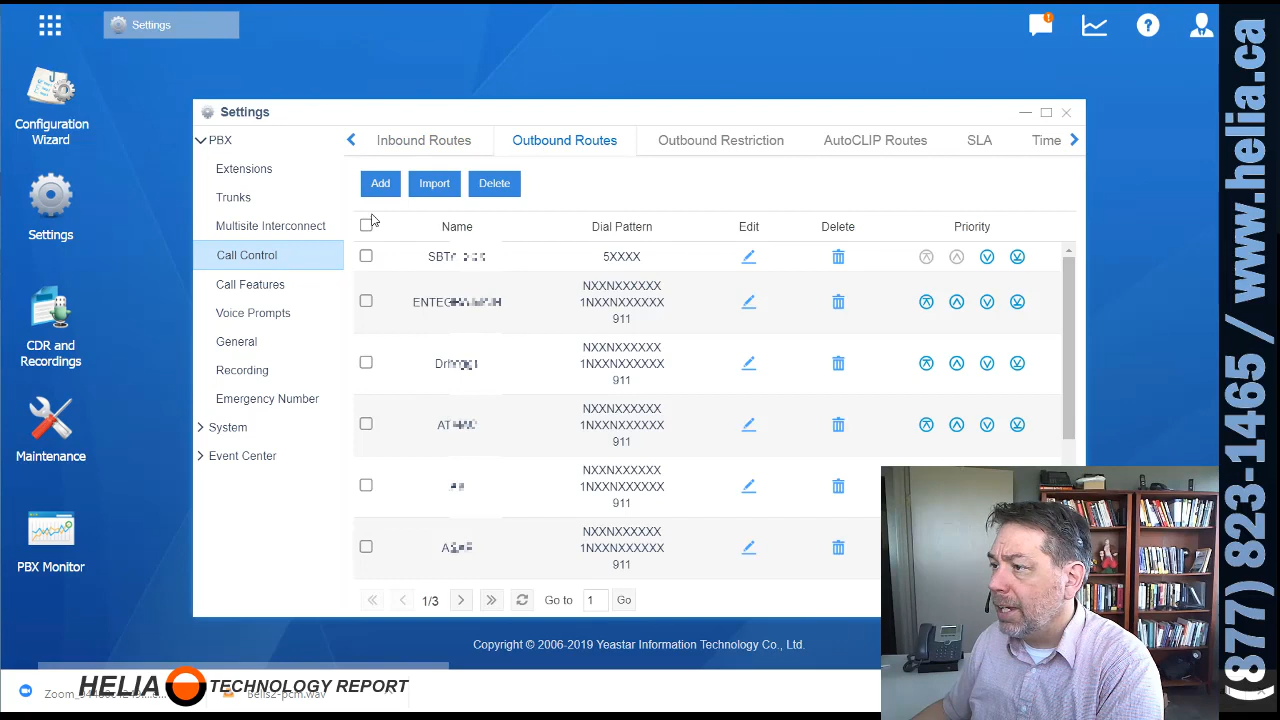 Settings
Configuration
Wizard
Settings
CDR and
Recordings
Maintenance
PBX Monitor
Settings
PBX
Extensions
Trunks
Multisite Interconnect
Call Control
Call Features
Voice Prompts
General
Recording
Emergency Number
System
Event Center
Inbound Routes Outbound Routes Outbound Restriction AutoCLIP Routes SLA Time
Add Import Delete
Name Dial Pattern Edit Delete Priority
5XXXX
NXXNXXXXXX
1NXXNXXXXXX
911
NXXNXXXXXX
1NXXNXXXXXX
911
NXXNXXXXXX
1NXXNXXXXXX
911
NXXNXXXXXX
1NXXNXXXXXX
911
NXXNXXXXXX
1NXXNXXXXXX
911
1/3 Go to 1 Go
Copyright © 2006-2019 Yeastar Information Technology Co., Ltd.
HELIA TECHNOLOGY REPORT
(877) 823-1465 / www.helia.ca